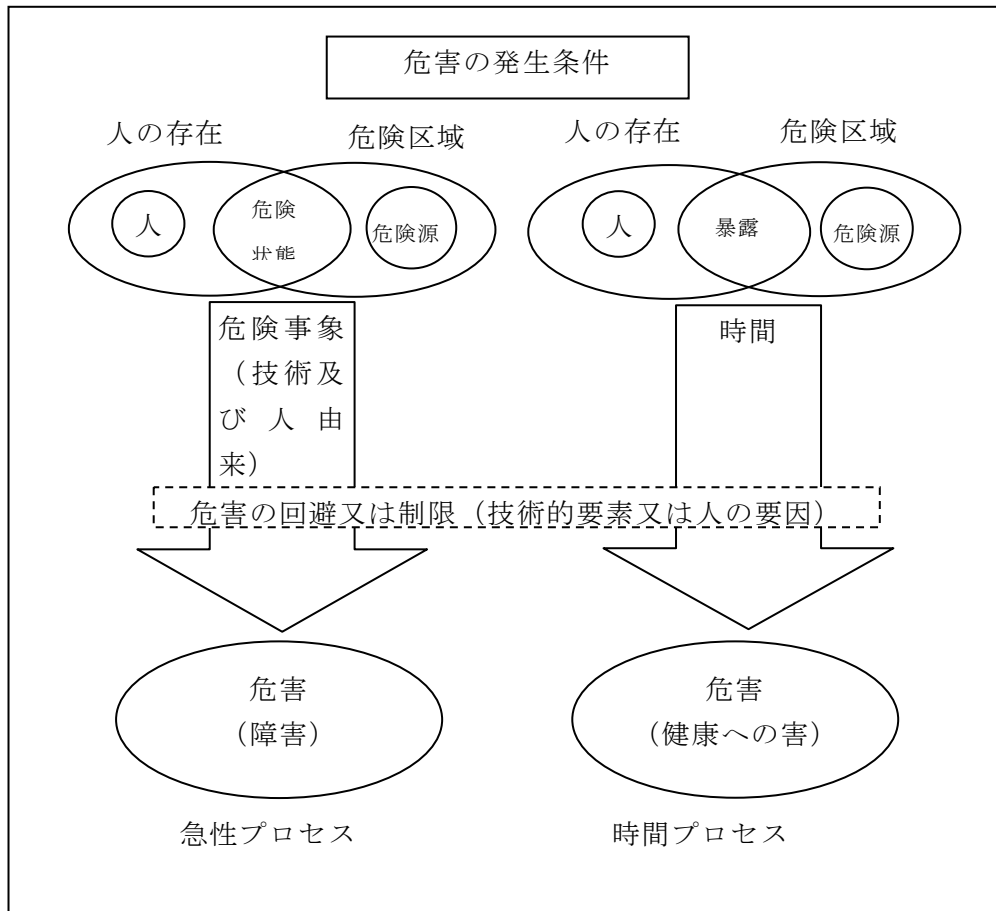 危害の発生条件
人の存在
危険区域
人
危険
状態
危険源
人の存在
危険区域
人
暴露
危険源
危険事象
（技術及
び人由
来）
時間
危害の回避又は制限（技術的要素又は人の要因）
危害
（障害）
危害
（健康への害）
急性プロセス
時間プロセス